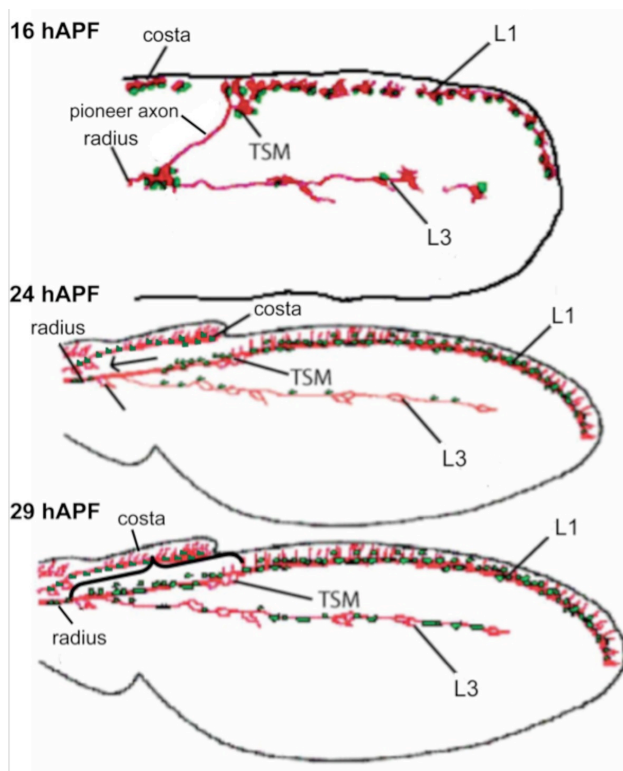 16 hAPF
costa
L1
pioneer axon
radius
TSM
L3
24 hAPF
costa
radius
L1
TSM
L3
29 hAPF
costa
L1
TSM
radius
L3